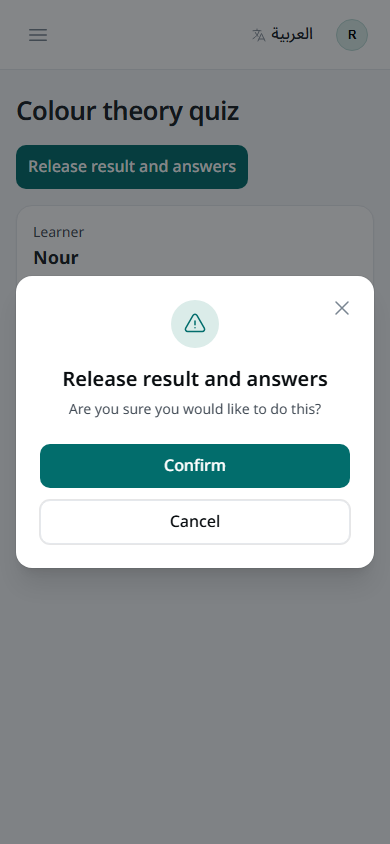 العربية
R
Colour theory quiz
Release result and answers
Learner
Nour
Release result and answers
Are you sure you would like to do this?
Confirm
Cancel